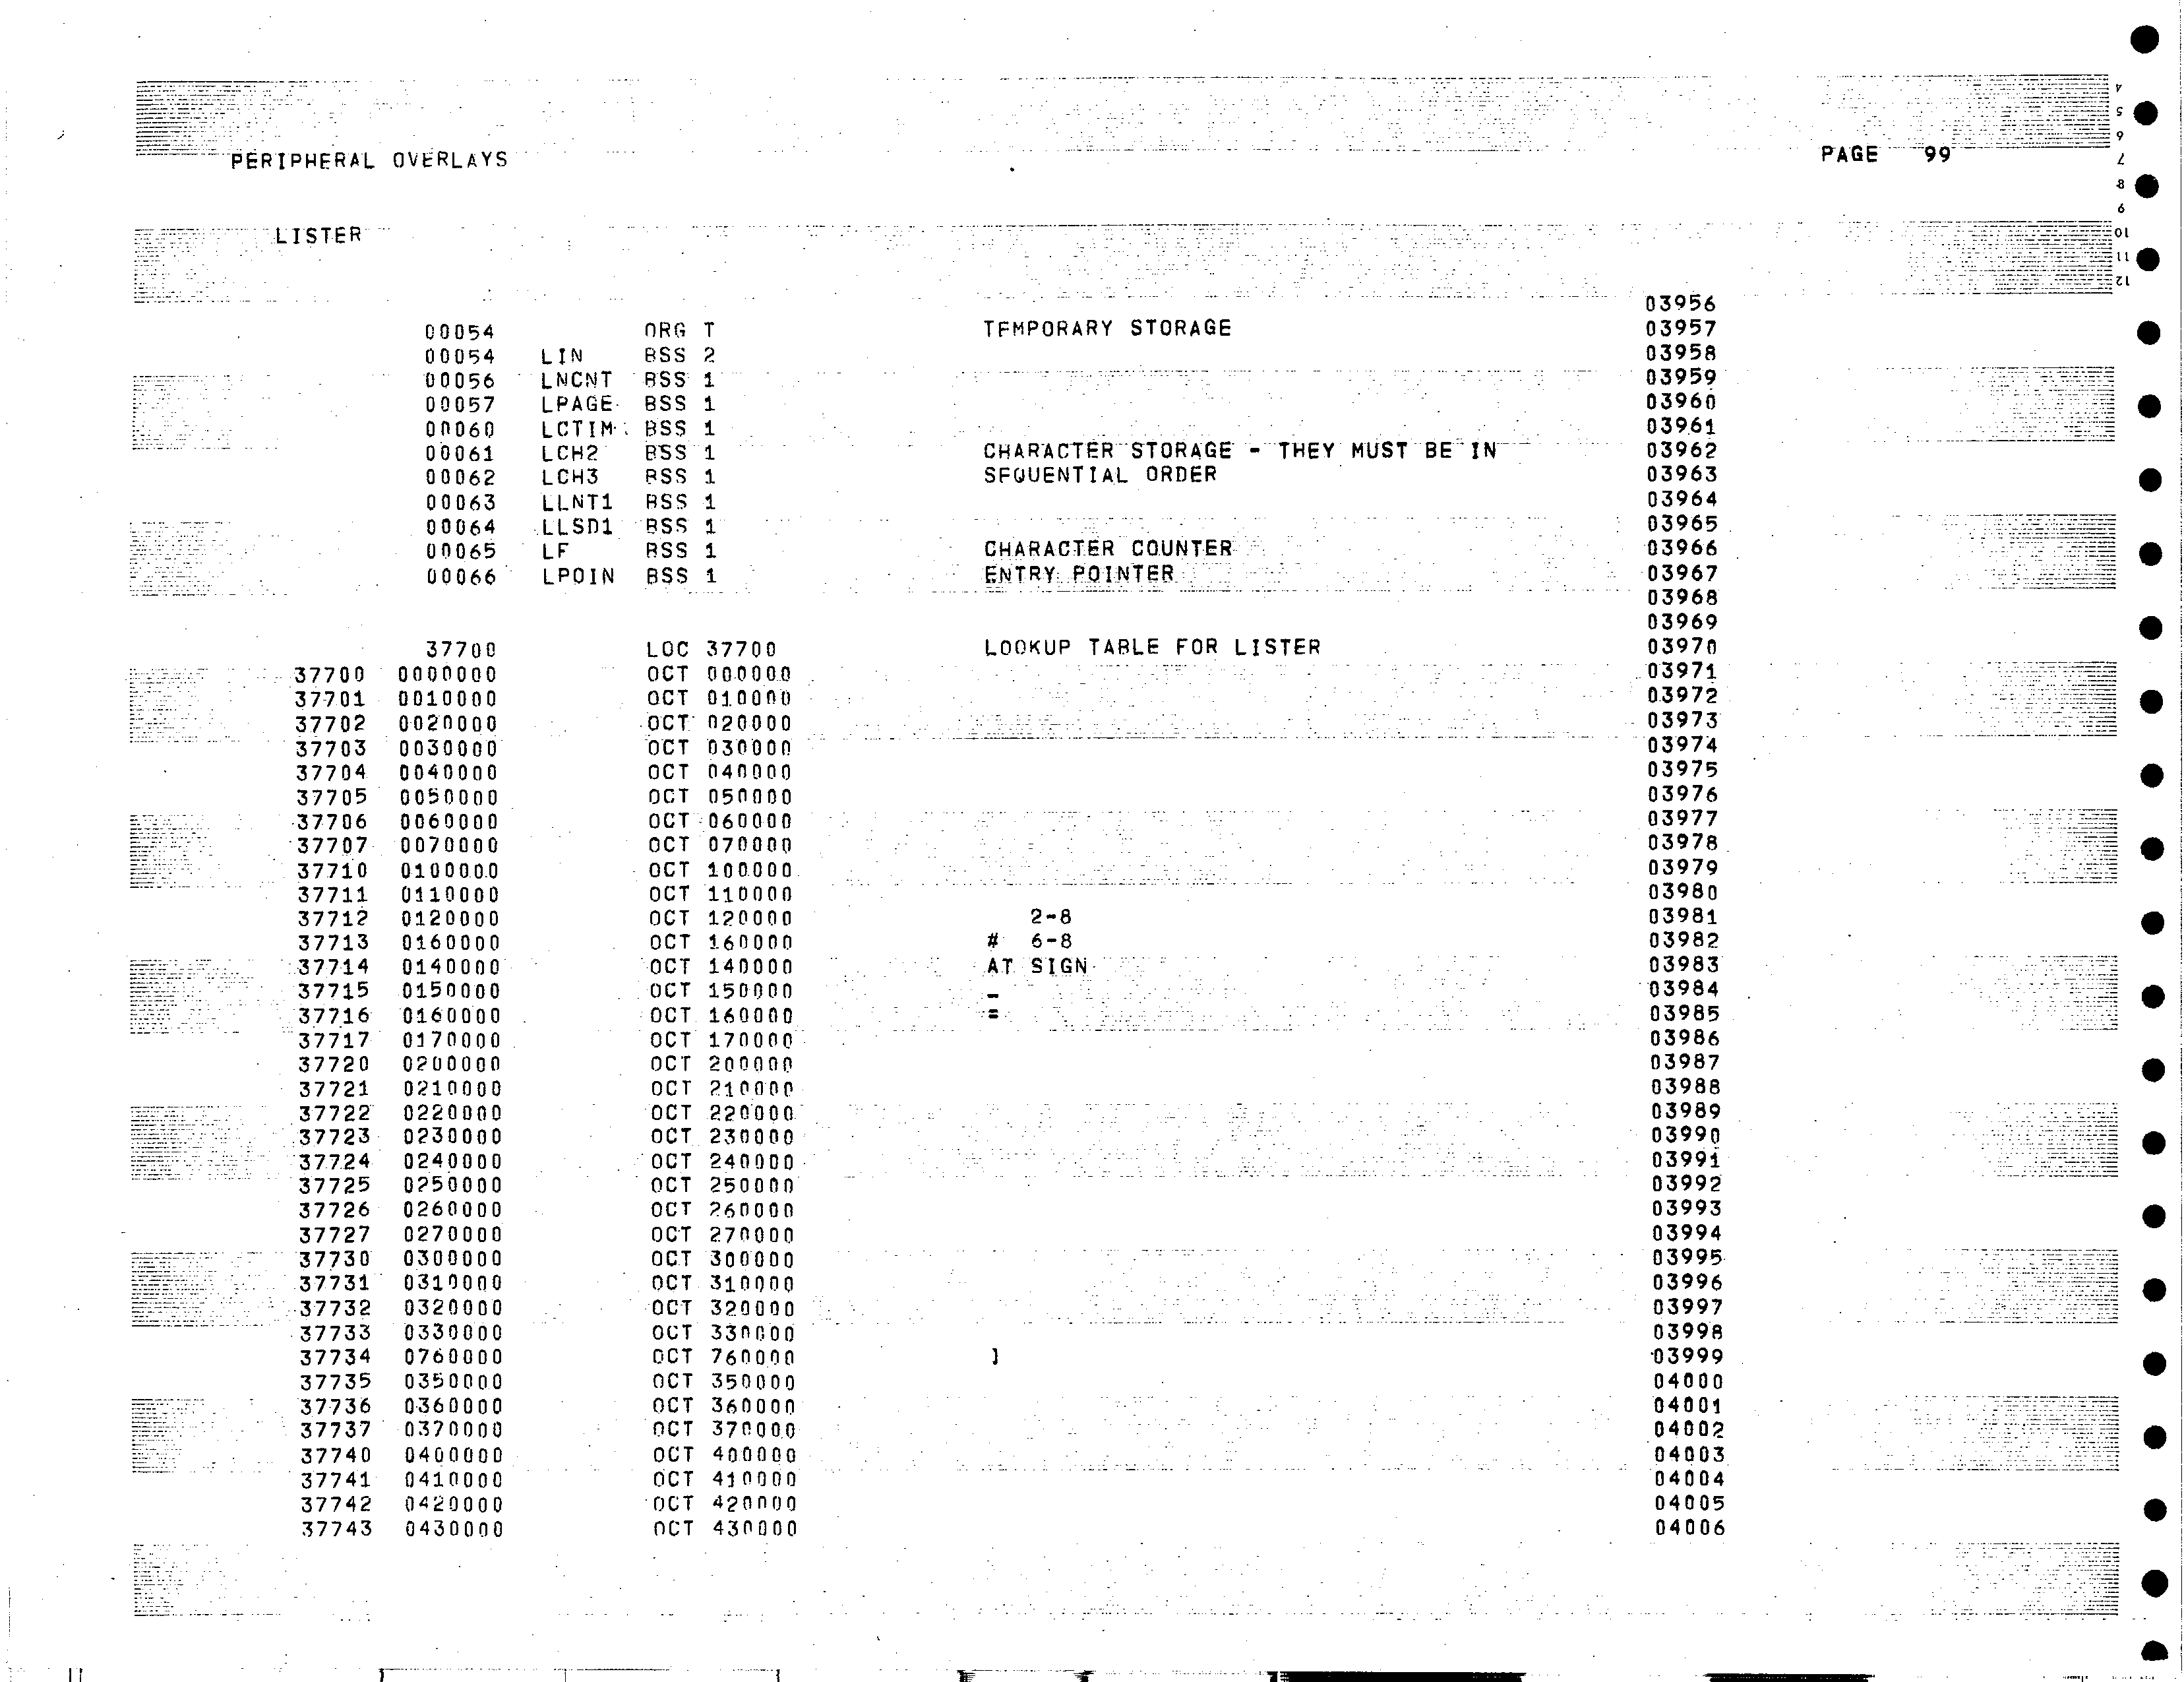 PERIPHERAL OVERLAYS PAGE 99
LISTER
03956
00054 ORG T TEMPORARY STORAGE 03957
00054 LIN BSS 2 03958
00056 LNCNT BSS 1 03959
00057 LPAGE BSS 1 03960
00060 LCTIM BSS 1 03961
00061 LCH2 BSS 1 CHARACTER STORAGE - THEY MUST BE IN 03962
00062 LCH3 BSS 1 SEQUENTIAL ORDER 03963
00063 LLNT1 BSS 1 03964
00064 LLSD1 BSS 1 03965
00065 LF BSS 1 CHARACTER COUNTER 03966
00066 LPOIN BSS 1 ENTRY POINTER 03967
03968
03969
37700 LOC 37700 LOOKUP TABLE FOR LISTER 03970
37700 0000000 OCT 000000 03971
37701 0010000 OCT 010000 03972
37702 0020000 OCT 020000 03973
37703 0030000 OCT 030000 03974
37704 0040000 OCT 040000 03975
37705 0050000 OCT 050000 03976
37706 0060000 OCT 060000 03977
37707 0070000 OCT 070000 03978
37710 0100000 OCT 100000 03979
37711 0110000 OCT 110000 03980
37712 0120000 OCT 120000 2-8 03981
37713 0160000 OCT 160000 # 6-8 03982
37714 0140000 OCT 140000 AT SIGN 03983
37715 0150000 OCT 150000 - 03984
37716 0160000 OCT 160000 = 03985
37717 0170000 OCT 170000 03986
37720 0200000 OCT 200000 03987
37721 0210000 OCT 210000 03988
37722 0220000 OCT 220000 03989
37723 0230000 OCT 230000 03990
37724 0240000 OCT 240000 03991
37725 0250000 OCT 250000 03992
37726 0260000 OCT 260000 03993
37727 0270000 OCT 270000 03994
37730 0300000 OCT 300000 03995
37731 0310000 OCT 310000 03996
37732 0320000 OCT 320000 03997
37733 0330000 OCT 330000 03998
37734 0760000 OCT 760000 ] 03999
37735 0350000 OCT 350000 04000
37736 0360000 OCT 360000 04001
37737 0370000 OCT 370000 04002
37740 0400000 OCT 400000 04003
37741 0410000 OCT 410000 04004
37742 0420000 OCT 420000 04005
37743 0430000 OCT 430000 04006
4
5
6
7
8
9
10
11
12